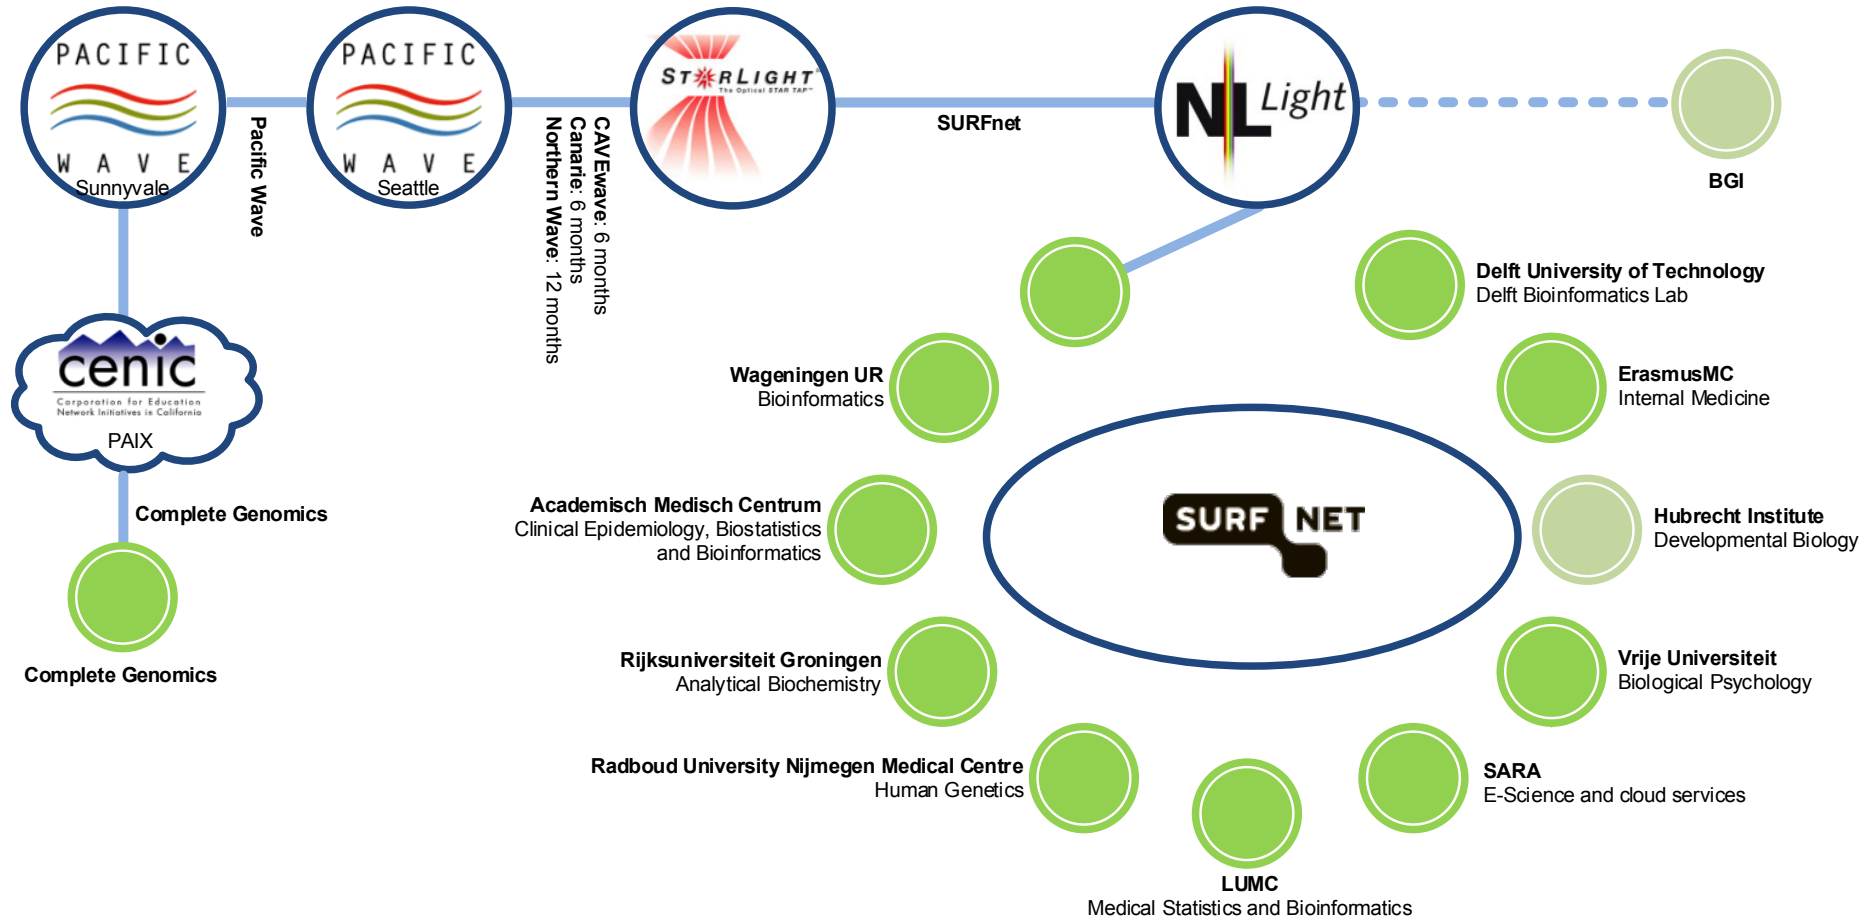 PACIFIC
WAVE
Sunnyvale
Pacific Wave
PACIFIC
WAVE
Seattle
CAVEwave: 6 months
Canarie: 6 months
Northern Wave: 12 months
STARLIGHT
The Optical STAR TAP™
SURFnet
NL Light
BGI
cenic
Corporation for Education
Network Initiatives in California
PAIX
Complete Genomics
Complete Genomics
Delft University of Technology
Delft Bioinformatics Lab
Wageningen UR
Bioinformatics
ErasmusMC
Internal Medicine
Academisch Medisch Centrum
Clinical Epidemiology, Biostatistics
and Bioinformatics
SURF NET
Hubrecht Institute
Developmental Biology
Rijksuniversiteit Groningen
Analytical Biochemistry
Vrije Universiteit
Biological Psychology
Radboud University Nijmegen Medical Centre
Human Genetics
SARA
E-Science and cloud services
LUMC
Medical Statistics and Bioinformatics